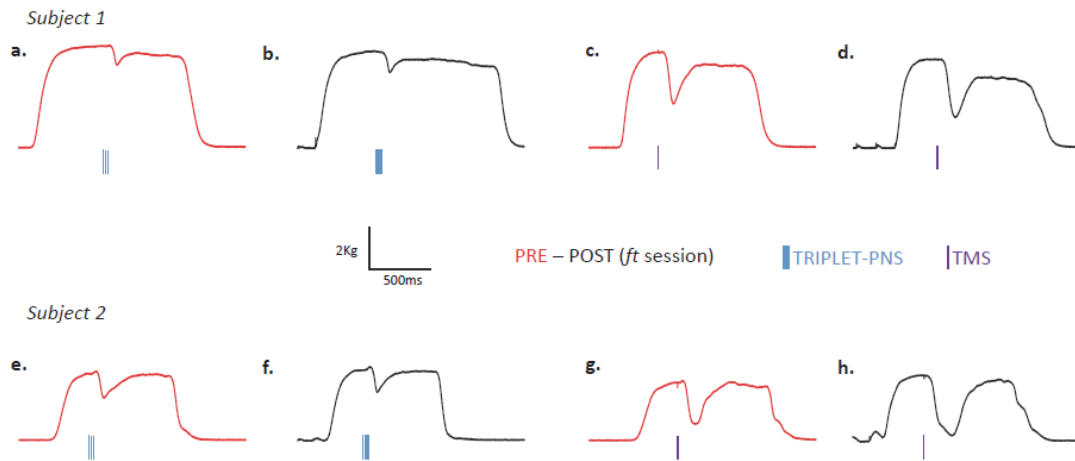 Subject 1
a.
b.
c.
d.
2Kg
500ms
PRE – POST (ft session)
TRIPLET-PNS
TMS
Subject 2
e.
f.
g.
h.